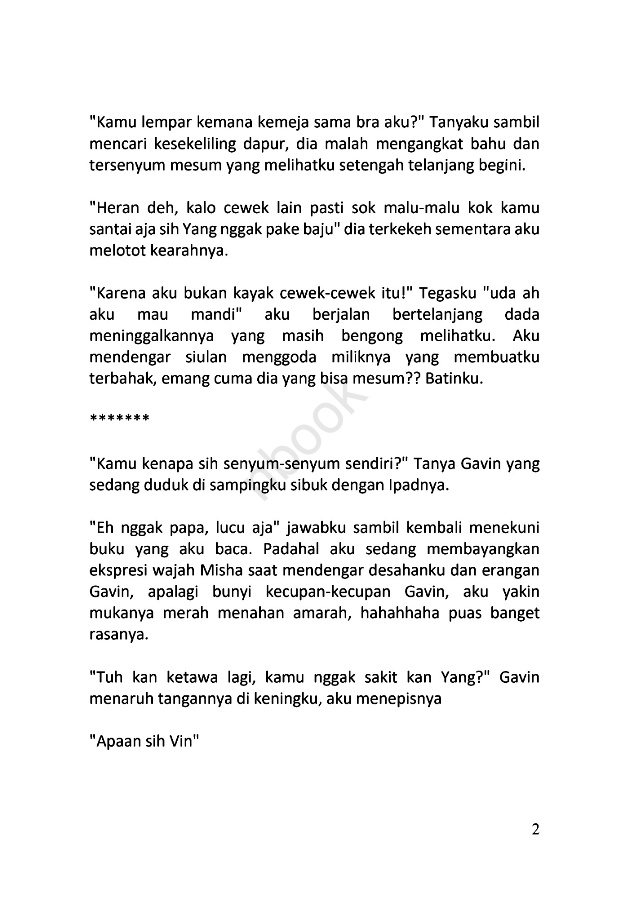 "Kamu lempar kemana kemeja sama bra aku?" Tanyaku sambil
mencari kesekeliling dapur, dia malah mengangkat bahu dan
tersenyum mesum yang melihatku setengah telanjang begini.
"Heran deh, kalo cewek lain pasti sok malu-malu kok kamu
santai aja sih Yang nggak pake baju" dia terkekeh sementara aku
melotot kearahnya.
"Karena aku bukan kayak cewek-cewek itu!" Tegasku "uda ah
aku mau mandi" aku berjalan bertelanjang dada
meninggalkannya yang masih bengong melihatku. Aku
mendengar siulan menggoda miliknya yang membuatku
terbahak, emang cuma dia yang bisa mesum?? Batinku.
*******
"Kamu kenapa sih senyum-senyum sendiri?" Tanya Gavin yang
sedang duduk di sampingku sibuk dengan Ipadnya.
"Eh nggak papa, lucu aja" jawabku sambil kembali menekuni
buku yang aku baca. Padahal aku sedang membayangkan
ekspresi wajah Misha saat mendengar desahanku dan erangan
Gavin, apalagi bunyi kecupan-kecupan Gavin, aku yakin
mukanya merah menahan amarah, hahahhaha puas banget
rasanya.
"Tuh kan ketawa lagi, kamu nggak sakit kan Yang?" Gavin
menaruh tangannya di keningku, aku menepisnya
"Apaan sih Vin"
2